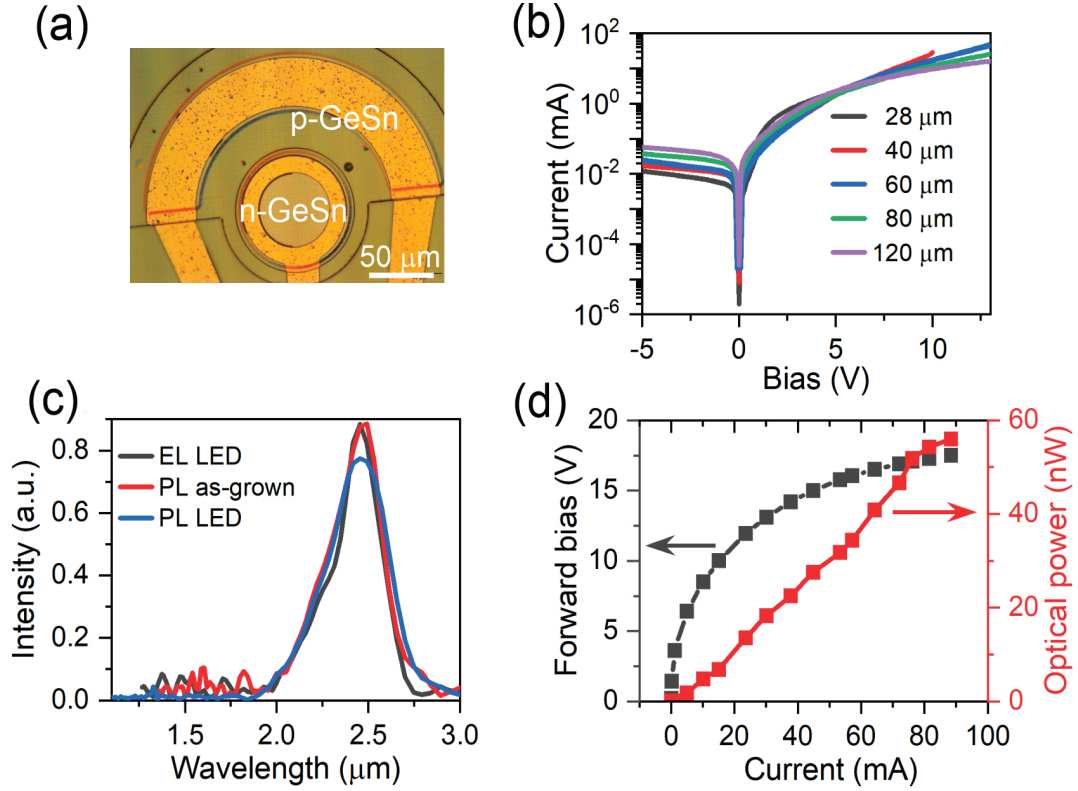 (a)
p-GeSn
n-GeSn
50 μm
(b)
Current (mA)
10²
10⁰
10⁻²
10⁻⁴
10⁻⁶
28 μm
40 μm
60 μm
80 μm
120 μm
-5
0
5
10
Bias (V)
(c)
Intensity (a.u.)
0.8
0.6
0.4
0.2
0.0
EL LED
PL as-grown
PL LED
1.5
2.0
2.5
3.0
Wavelength (μm)
(d)
Forward bias (V)
20
15
10
5
0
60
40
20
0
Optical power (nW)
0
20
40
60
80
100
Current (mA)